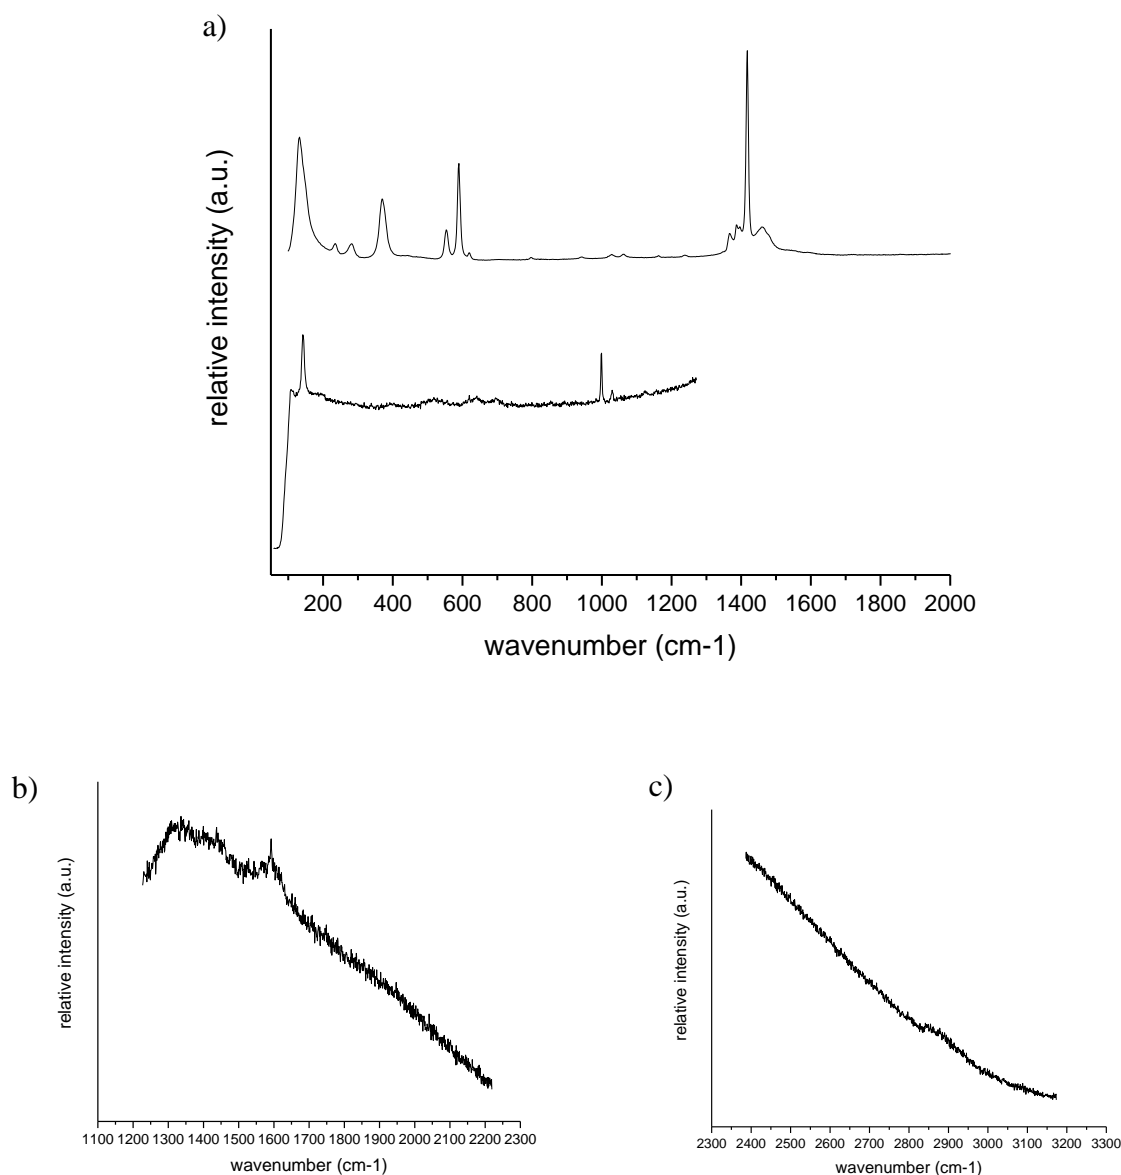 a)
relative intensity (a.u.)
200 400 600 800 1000 1200 1400 1600 1800 2000
wavenumber (cm-1)
b)
relative intensity (a.u.)
1100 1200 1300 1400 1500 1600 1700 1800 1900 2000 2100 2200 2300
wavenumber (cm-1)
c)
relative intensity (a.u.)
2300 2400 2500 2600 2700 2800 2900 3000 3100 3200 3300
wavenumber (cm-1)